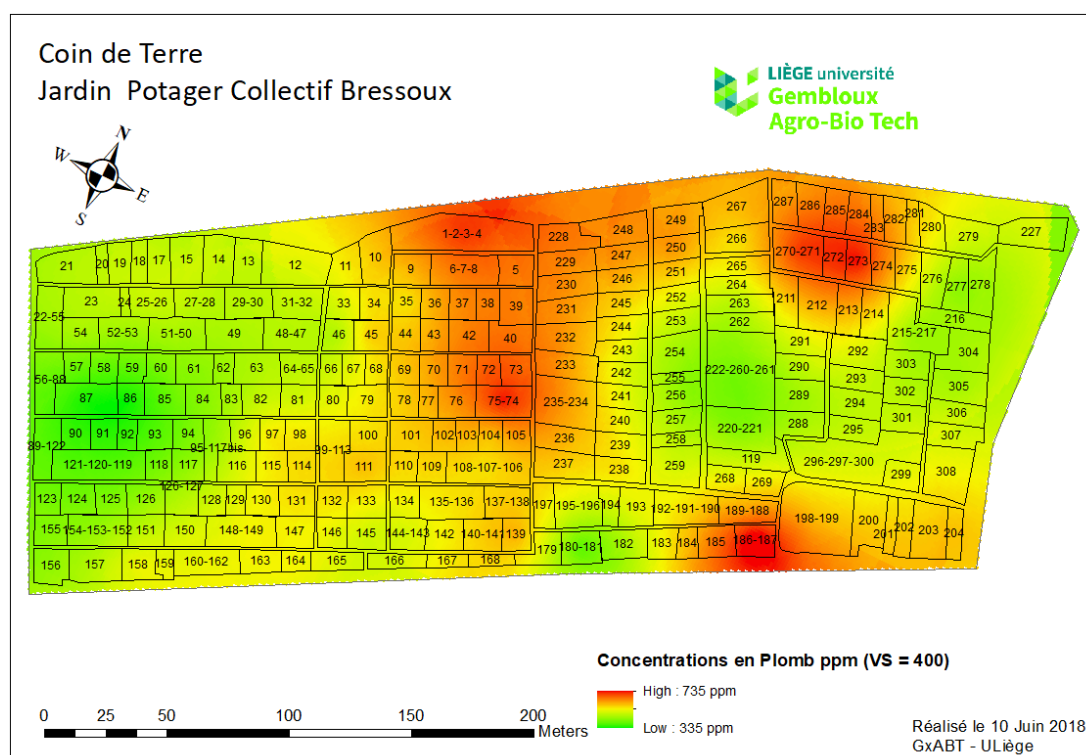 Coin de Terre
Jardin Potager Collectif Bressoux
LIÈGE université
Gembloux
Agro-Bio Tech
N
W
E
S
267
249
248
228
1-2-3-4
287 286 285 284 283 282 281 280 279 227
266
250
247
229
10
11
12
13
14
15
17
18
19
20
21
9 6-7-8 5
270-271 272 273 274 275 276 277 278
265
251
246
230
264
252
245
231
263
22-55 23 24 25-26 27-28 29-30 31-32 33 34 35 36 37 38 39
211 212 213 214 215-217 216
262
253
244
232
54 52-53 51-50 49 48-47 46 45 44 43 42 40
291 292 303 304
254
243
233
56-88 57 58 59 60 61 62 63 64-65 66 67 68 69 70 71 72 73
242
222-260-261
290 293 302 305
255
256
241
235-234
87 86 85 84 83 82 81 80 79 78 77 76 75-74
289 294 301 306
257
240
220-221
288 295 307
89-122 90 91 92 93 94 95-117bis 96 97 98 99-113 100 101 102 103 104 105
236
239
258
119
296-297-300 299 308
121-120-119 118 117 116 115 114 111 110 109 108-107-106
237
238
259
268 269
126-127
123 124 125 126 128 129 130 131 132 133 134 135-136 137-138
197 195-196 194 193 192-191-190 189-188
198-199 200 201 202 203 204
155 154-153-152 151 150 148-149 147 146 145 144-143 142 140-141 139
179 180-181 182 183 184 185 186-187
156 157 158 159 160-162 163 164 165 166 167 168
Concentrations en Plomb ppm (VS = 400)
High : 735 ppm
Low : 335 ppm
0 25 50 100 150 200
Meters
Réalisé le 10 Juin 2018
GxABT - ULiège